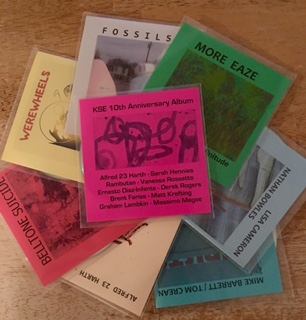 FOSSILS
MORE EAZE
WEREWHEELS
KSE 10th Anniversary Album
Alfred 23 Harth - Sarah Hennies
Rambutan - Vanessa Rossetto
Ernesto Diaz-Infante - Derek Rogers
Brent Fariss - Matt Krefting
Graham Lambkin - Massimo Magee
NATHAN BOWLES
LISA CAMERON
BELLTONE SUICIDE
ALFRED 23 HARTH
MIKE BARRETT / TOM CREAN